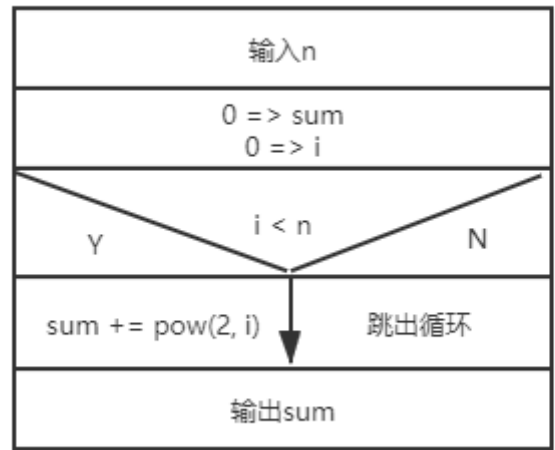 输入n
0 => sum
0 => i
i < n
Y
N
sum += pow(2, i)
跳出循环
输出sum